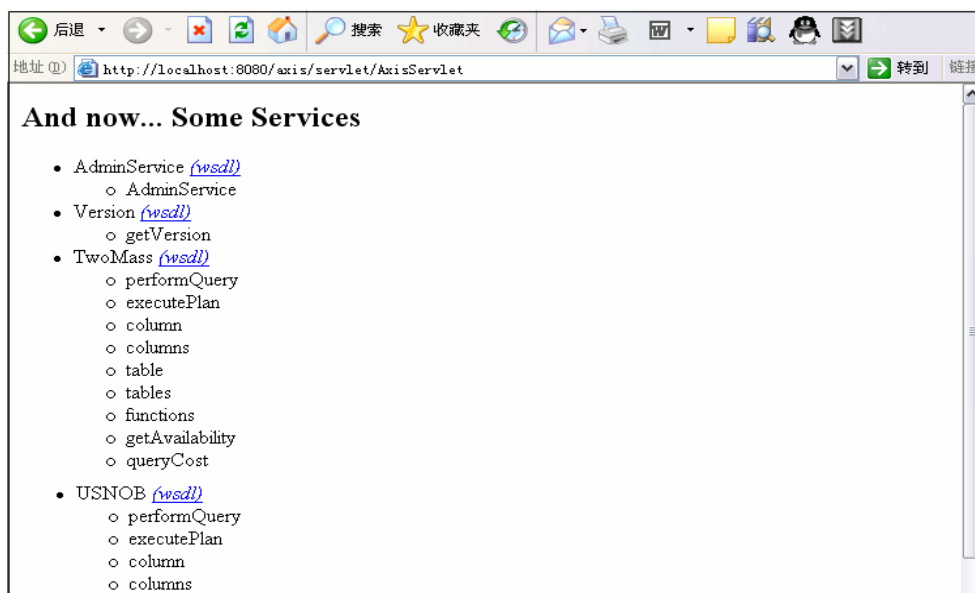 后退 搜索 收藏夹
地址(D) http://localhost:8080/axis/servlet/AxisServlet 转到 链接
And now... Some Services
AdminService (wsdl)
AdminService
Version (wsdl)
getVersion
TwoMass (wsdl)
performQuery
executePlan
column
columns
table
tables
functions
getAvailability
queryCost
USNOB (wsdl)
performQuery
executePlan
column
columns